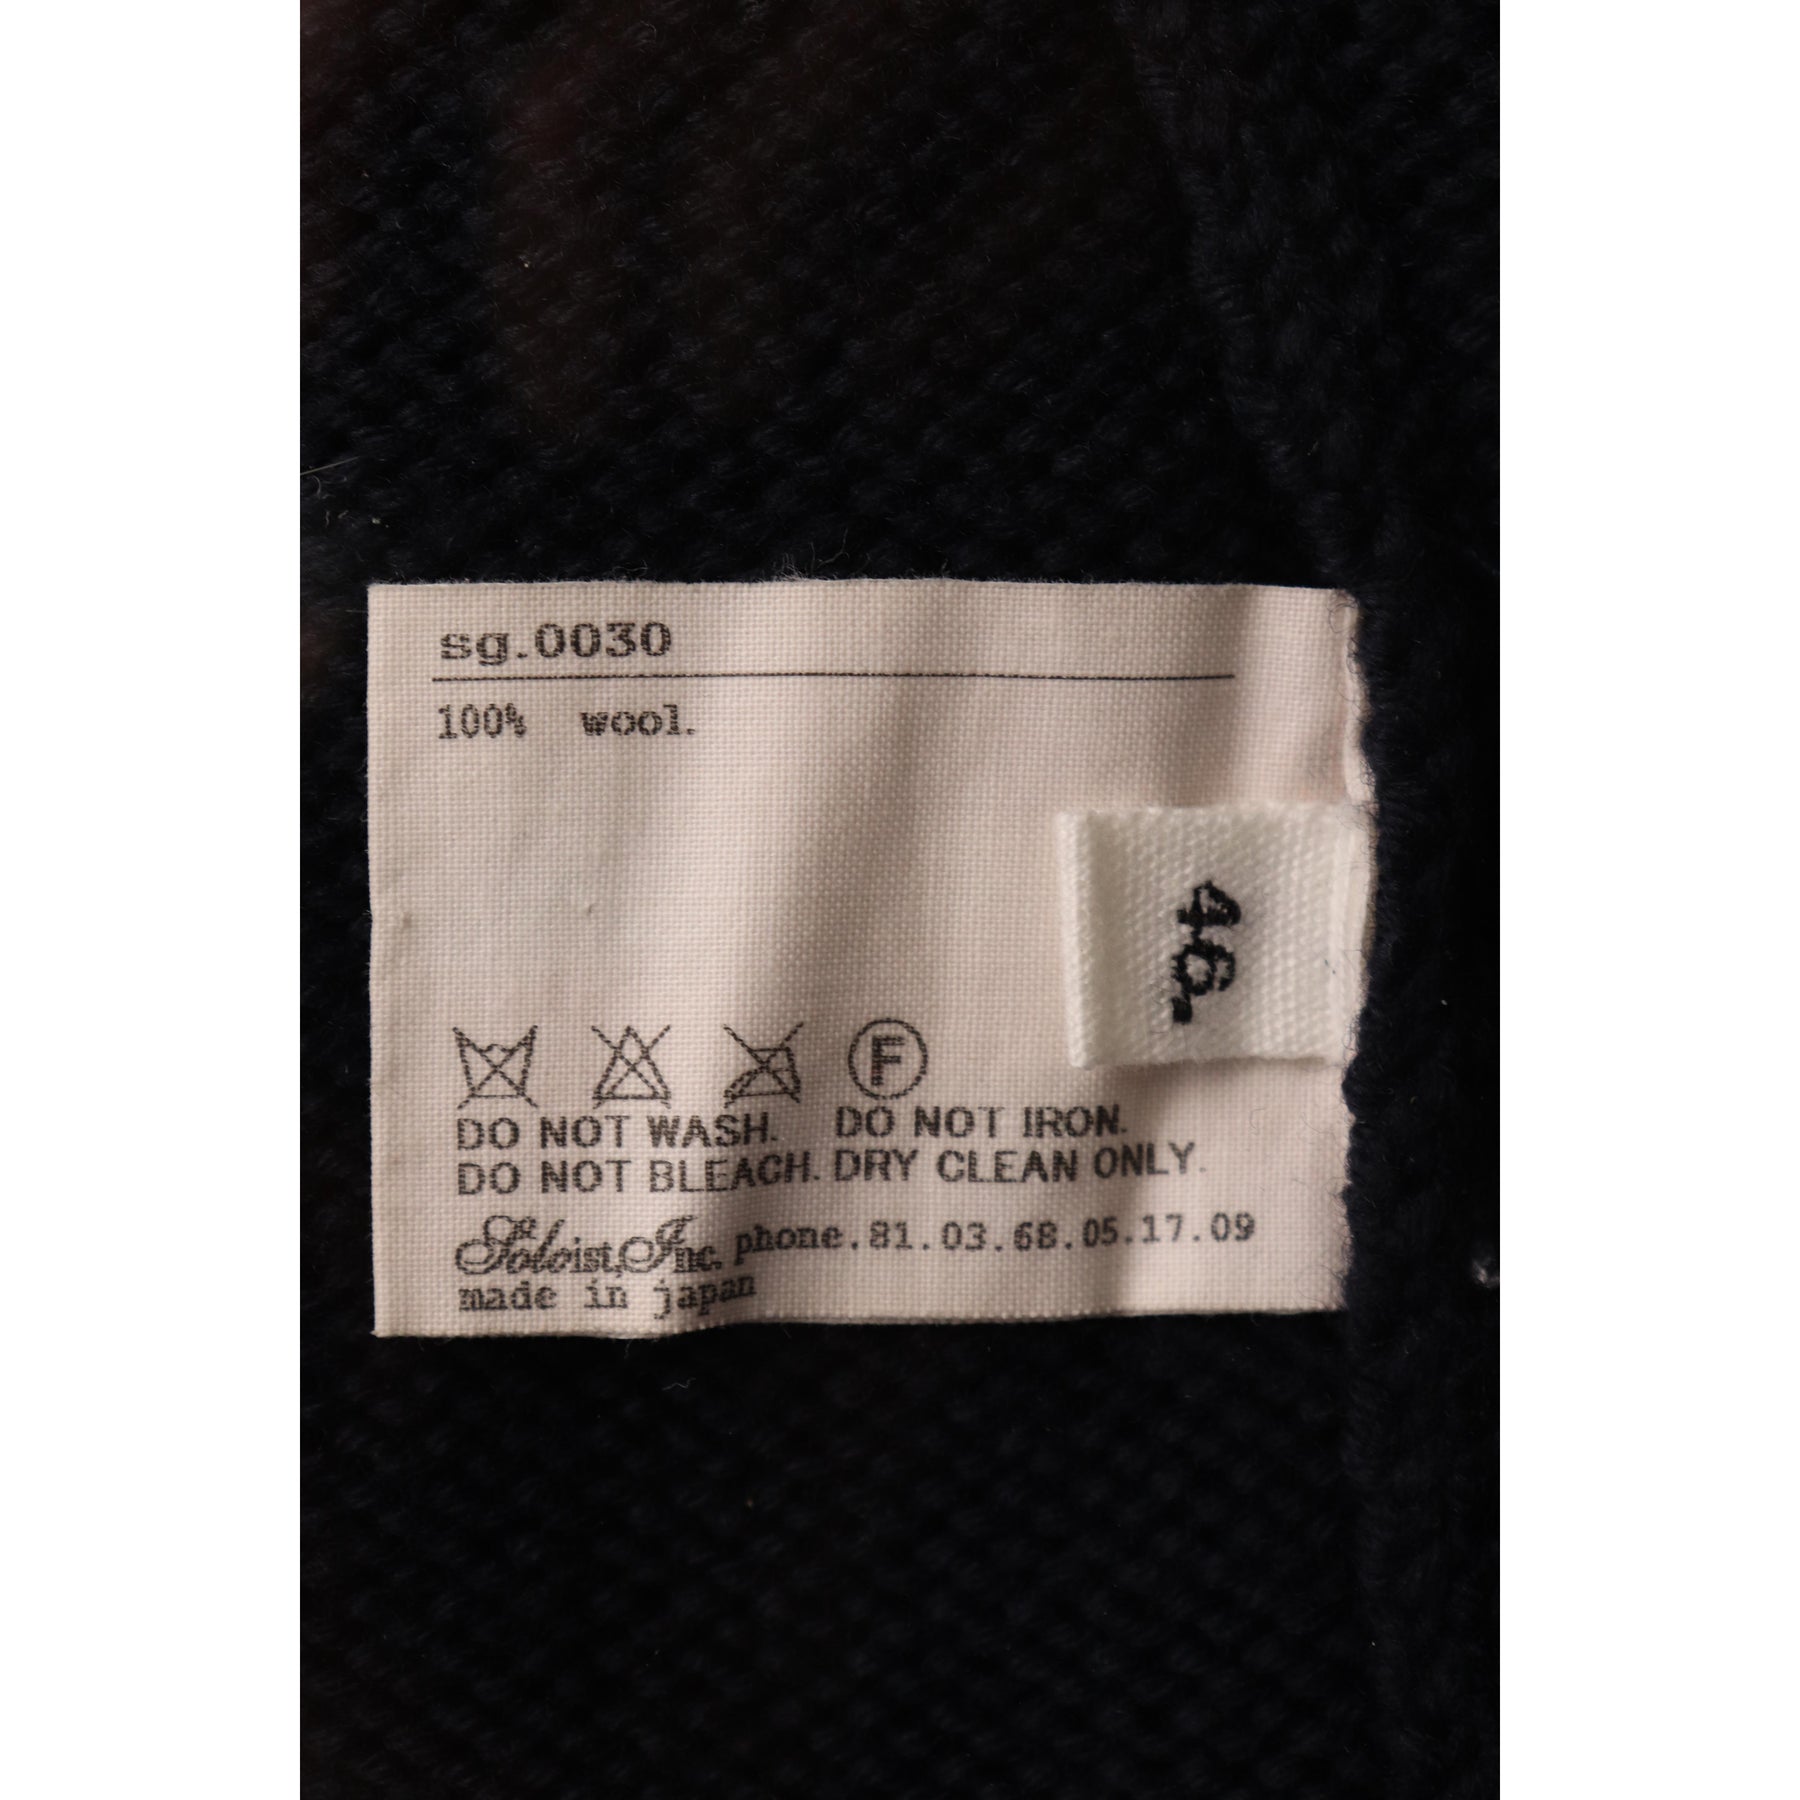 sg.0030
100% wool.
46.
F
DO NOT WASH. DO NOT IRON.
DO NOT BLEACH. DRY CLEAN ONLY.
Soloist, Inc. phone.81.03.68.05.17.09
made in japan